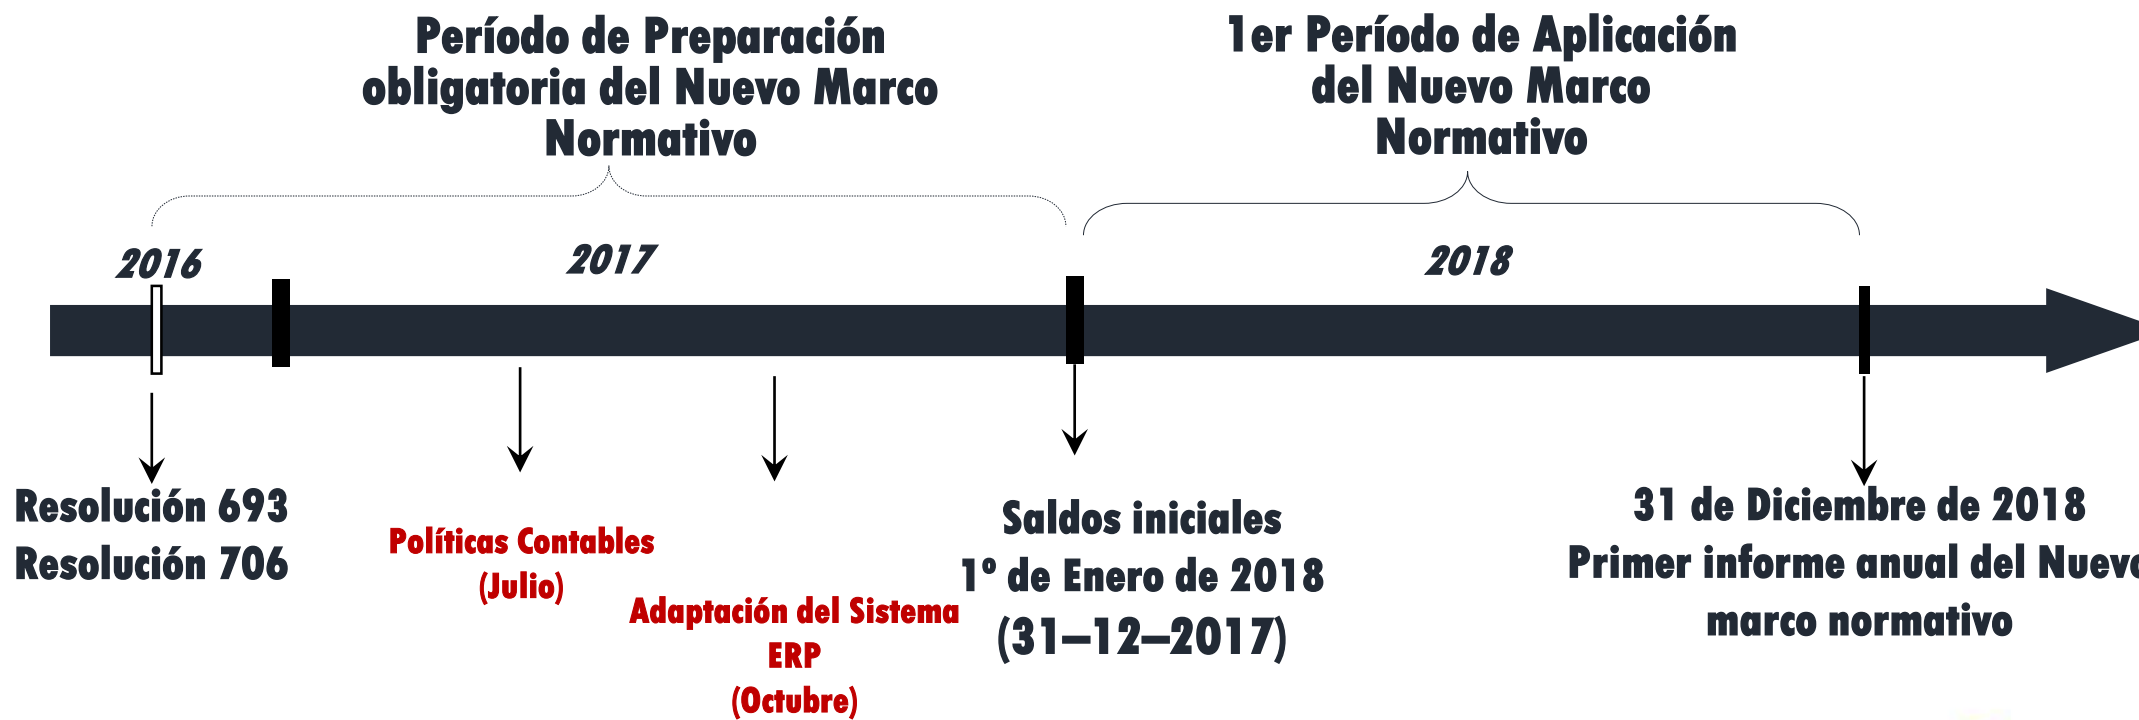 Período de Preparación
obligatoria del Nuevo Marco
Normativo
1er Período de Aplicación
del Nuevo Marco
Normativo
2016
2017
2018
Resolución 693
Resolución 706
Políticas Contables
(Julio)
Adaptación del Sistema
ERP
(Octubre)
Saldos iniciales
1º de Enero de 2018
(31–12–2017)
31 de Diciembre de 2018
Primer informe anual del Nuevo
marco normativo